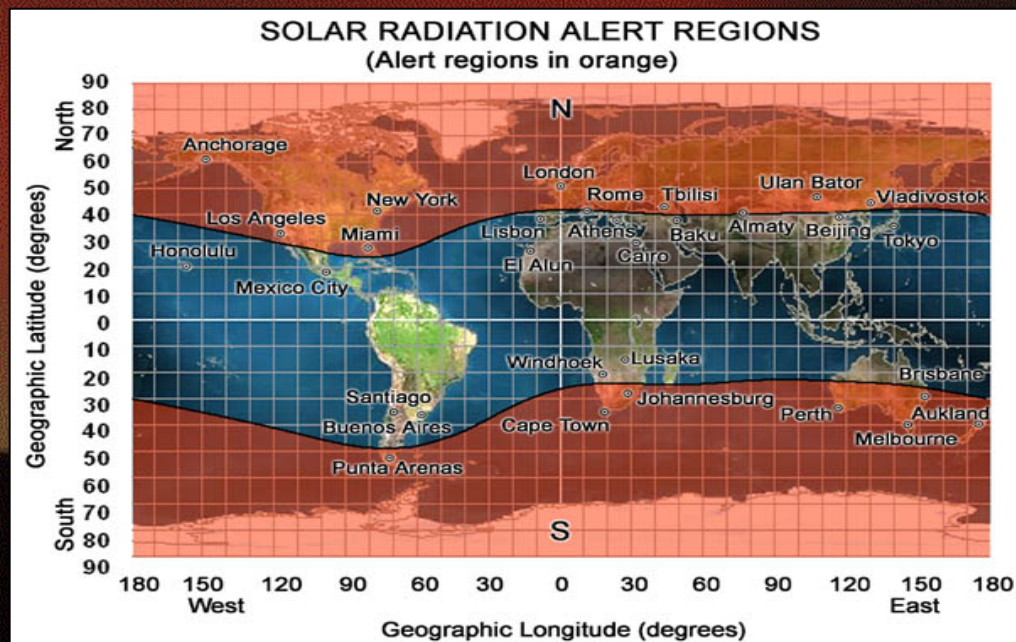 SOLAR RADIATION ALERT REGIONS
(Alert regions in orange)
90
80
70
60
50
40
30
20
10
0
10
20
30
40
50
60
70
80
90
North
South
Geographic Latitude (degrees)
N
Anchorage
London
New York
Rome
Tbilisi
Ulan Bator
Vladivostok
Los Angeles
Miami
Lisbon
Athens
Baku
Almaty
Beijing
Tokyo
Honolulu
El Alun
Cairo
Mexico City
Windhoek
Lusaka
Brisbane
Santiago
Johannesburg
Buenos Aires
Cape Town
Perth
Aukland
Melbourne
Punta Arenas
S
180 150 120 90 60 30 0 30 60 90 120 150 180
West East
Geographic Longitude (degrees)